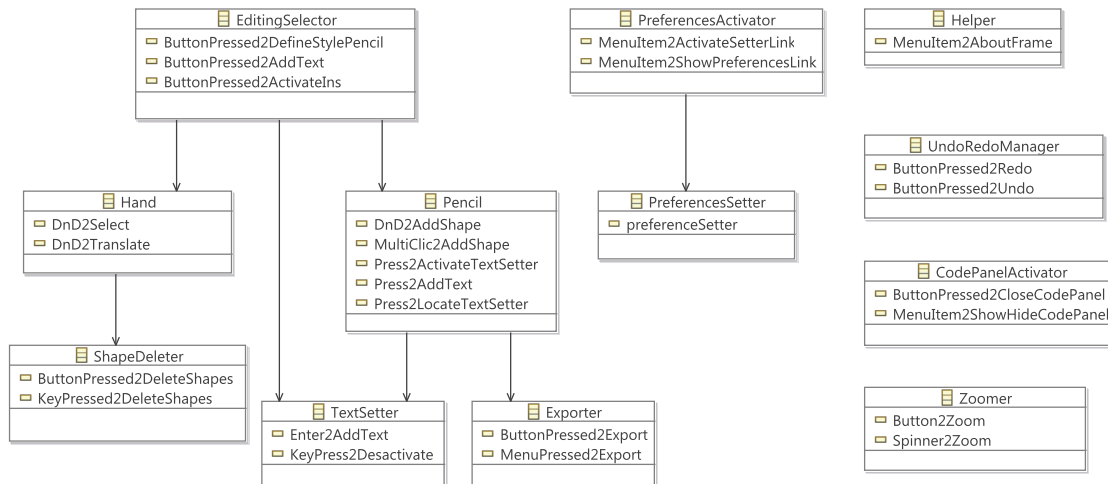 EditingSelector
ButtonPressed2DefineStylePencil
ButtonPressed2AddText
ButtonPressed2ActivateIns
PreferencesActivator
MenuItem2ActivateSetterLink
MenuItem2ShowPreferencesLink
Helper
MenuItem2AboutFrame
UndoRedoManager
ButtonPressed2Redo
ButtonPressed2Undo
Hand
DnD2Select
DnD2Translate
Pencil
DnD2AddShape
MultiClic2AddShape
Press2ActivateTextSetter
Press2AddText
Press2LocateTextSetter
PreferencesSetter
preferenceSetter
CodePanelActivator
ButtonPressed2CloseCodePanel
MenuItem2ShowHideCodePanel
ShapeDeleter
ButtonPressed2DeleteShapes
KeyPressed2DeleteShapes
TextSetter
Enter2AddText
KeyPress2Desactivate
Exporter
ButtonPressed2Export
MenuPressed2Export
Zoomer
Button2Zoom
Spinner2Zoom